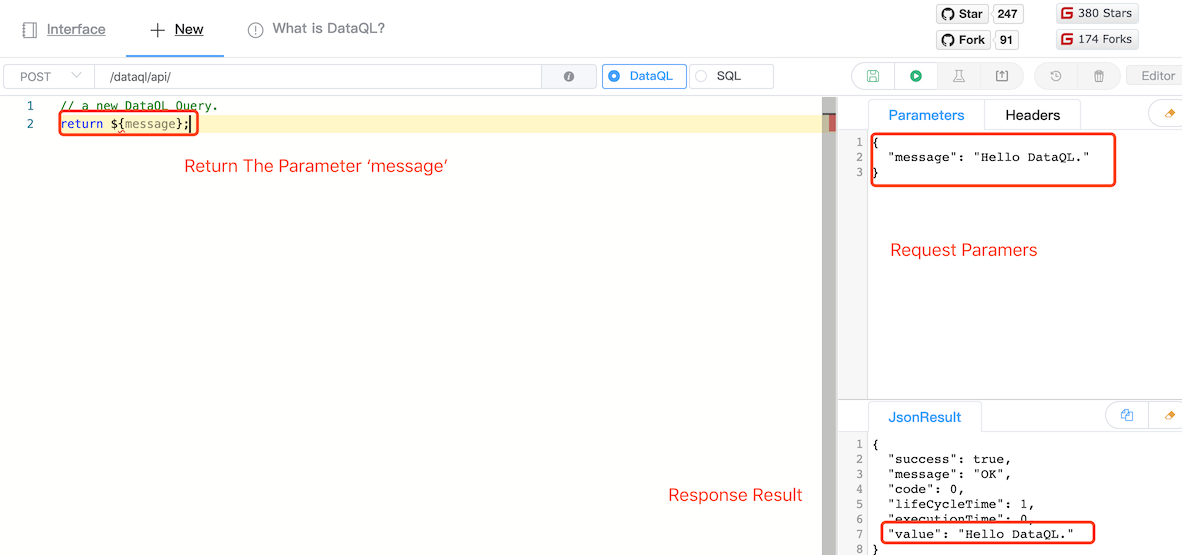 Interface
New
What is DataQL?
Star 247
380 Stars
Fork 91
174 Forks
POST
/dataql/api/
DataQL
SQL
Editor
1 // a new DataQL Query.
2 return ${message};
Return The Parameter ‘message’
Parameters
Headers
1 {
2 "message": "Hello DataQL."
3 }
Request Paramers
JsonResult
1 {
2 "success": true,
3 "message": "OK",
4 "code": 0,
5 "lifeCycleTime": 1,
6 "executionTime": 0,
7 "value": "Hello DataQL."
8 }
Response Result